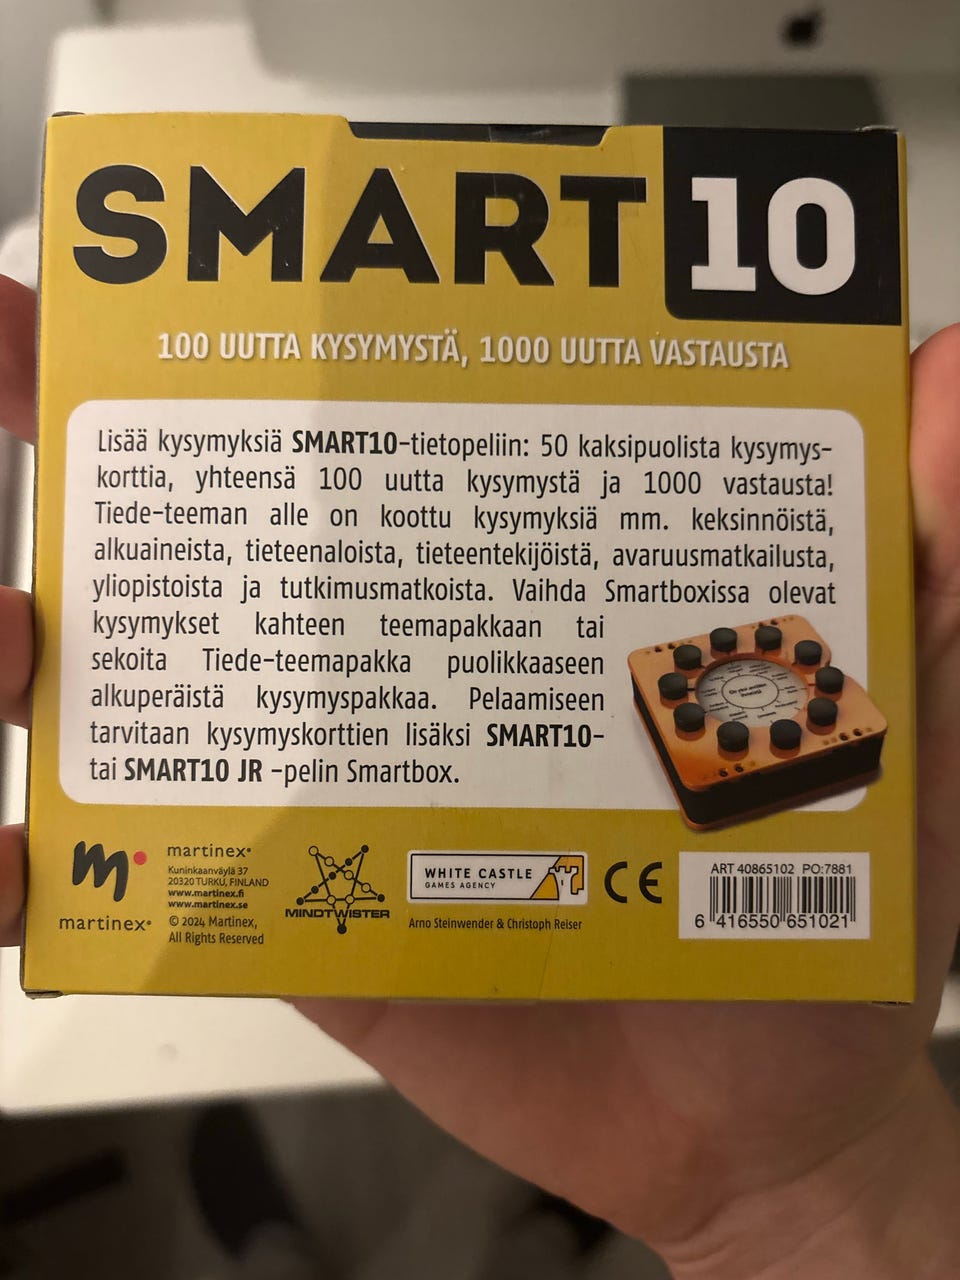 SMART10
100 UUTTA KYSYMYSTÄ, 1000 UUTTA VASTAUSTA
Lisää kysymyksiä SMART10-tietopeliin: 50 kaksipuolista kysymys-
korttia, yhteensä 100 uutta kysymystä ja 1000 vastausta!
Tiede-teeman alle on koottu kysymyksiä mm. keksinnöistä,
alkuaineista, tieteenaloista, tieteentekijöistä, avaruusmatkailusta,
yliopistoista ja tutkimusmatkoista. Vaihda Smartboxissa olevat
kysymykset kahteen teemapakkaan tai
sekoita Tiede-teemapakka puolikkaaseen
alkuperäistä kysymyspakkaa. Pelaamiseen
tarvitaan kysymyskorttien lisäksi SMART10-
tai SMART10 JR -pelin Smartbox.
m
martinex
martinex
Kuninkaanväylä 37
20320 TURKU, FINLAND
www.martinex.fi
www.martinex.se
© 2024 Martinex,
All Rights Reserved
MINDTWISTER
WHITE CASTLE
GAMES AGENCY
Arno Steinwender & Christoph Reiser
CE
ART 40865102 PO:7881
6 416550 651021